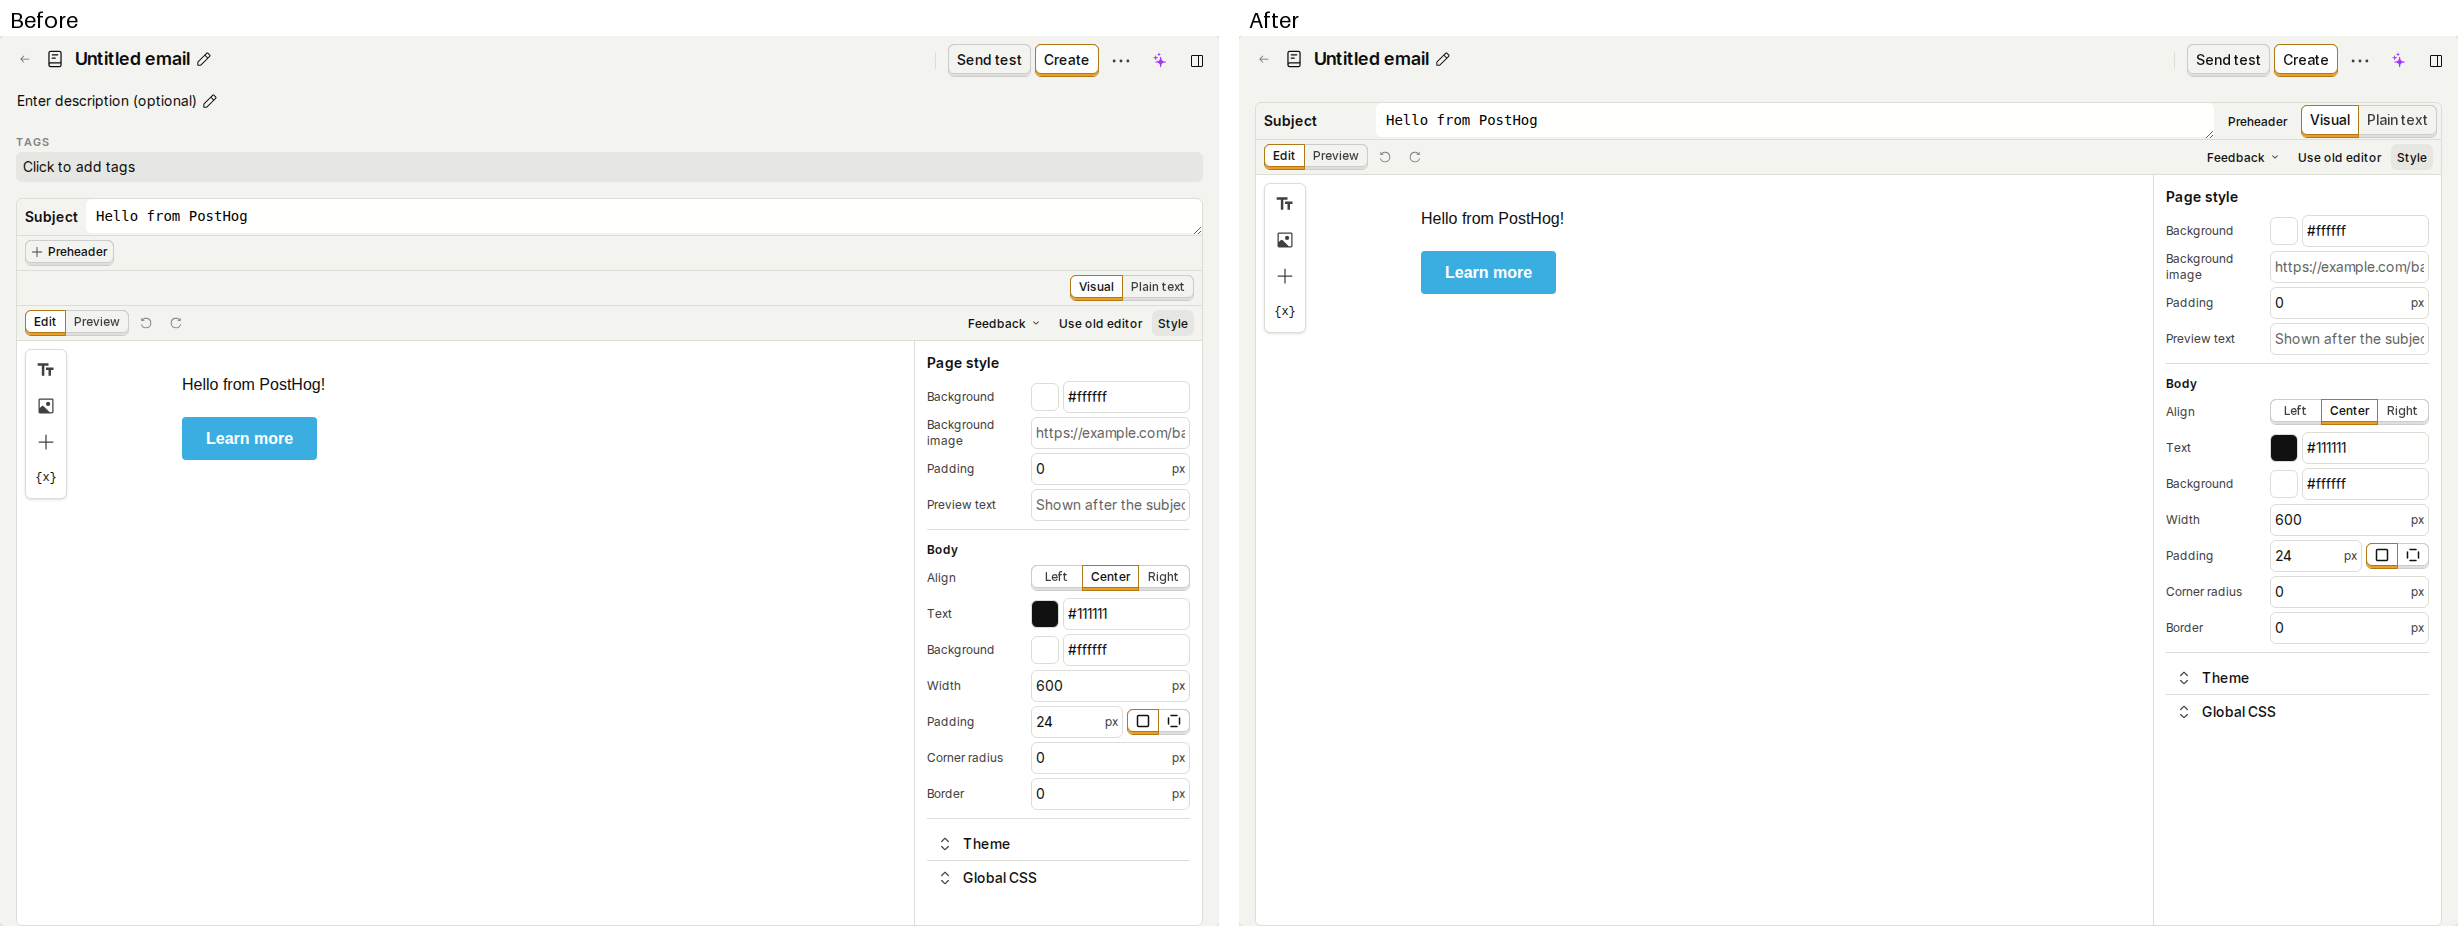 Before
Untitled email
Send test
Create
Enter description (optional)
TAGS
Click to add tags
Subject
Hello from PostHog
Preheader
Visual
Plain text
Edit
Preview
Feedback
Use old editor
Style
{x}
Hello from PostHog!
Learn more
Page style
Background
#ffffff
Background
image
https://example.com/ba
Padding
0
px
Preview text
Shown after the subjec
Body
Align
Left
Center
Right
Text
#111111
Background
#ffffff
Width
600
px
Padding
24
px
Corner radius
0
px
Border
0
px
Theme
Global CSS
After
Untitled email
Send test
Create
Subject
Hello from PostHog
Preheader
Visual
Plain text
Edit
Preview
Feedback
Use old editor
Style
{x}
Hello from PostHog!
Learn more
Page style
Background
#ffffff
Background
image
https://example.com/ba
Padding
0
px
Preview text
Shown after the subjec
Body
Align
Left
Center
Right
Text
#111111
Background
#ffffff
Width
600
px
Padding
24
px
Corner radius
0
px
Border
0
px
Theme
Global CSS